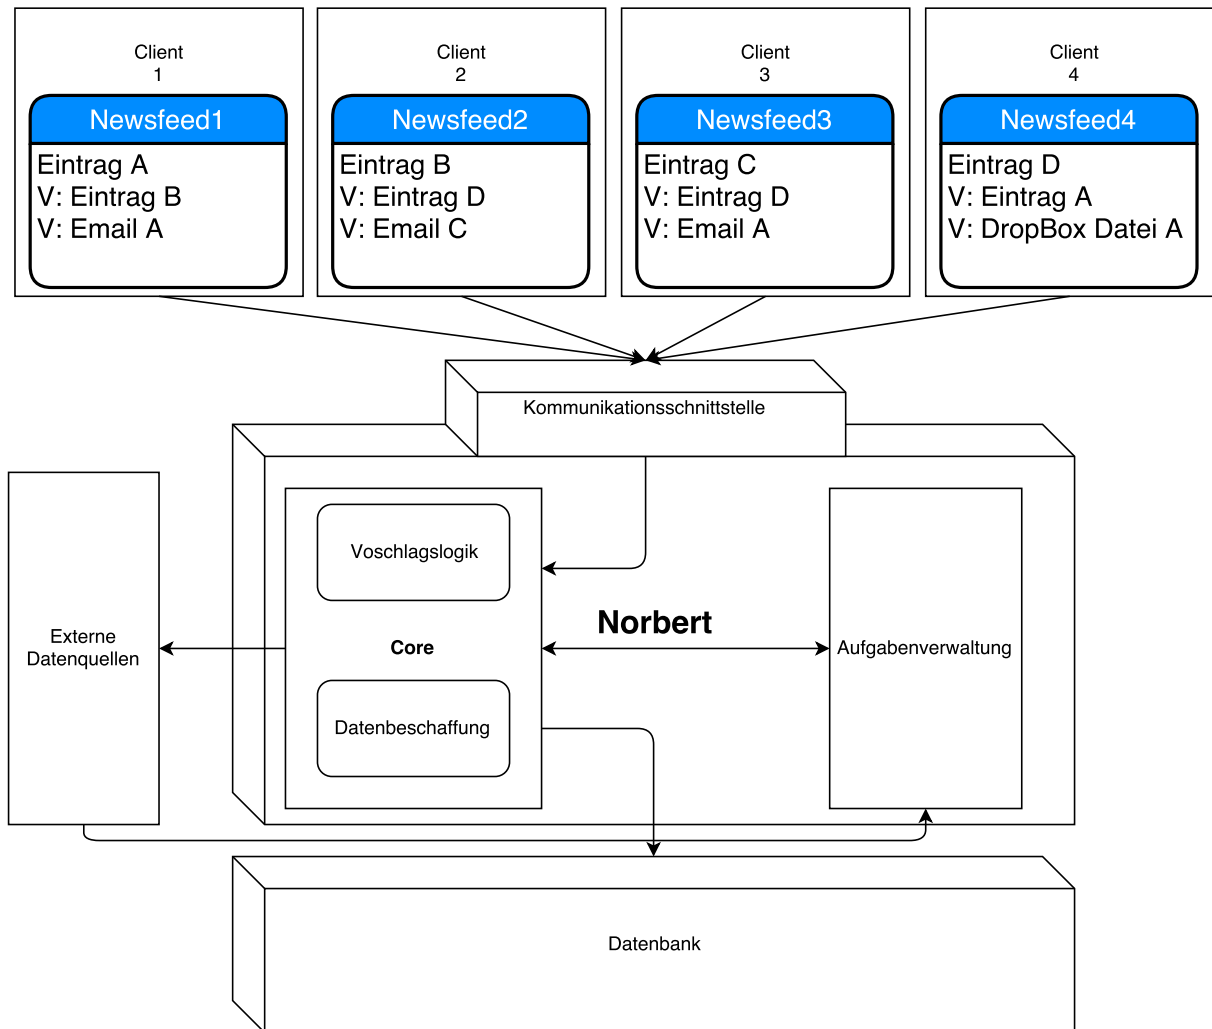 Client
1
Newsfeed1
Eintrag A
V: Eintrag B
V: Email A
Client
2
Newsfeed2
Eintrag B
V: Eintrag D
V: Email C
Client
3
Newsfeed3
Eintrag C
V: Eintrag D
V: Email A
Client
4
Newsfeed4
Eintrag D
V: Eintrag A
V: DropBox Datei A
Kommunikationsschnittstelle
Externe
Datenquellen
Voschlagslogik
Core
Datenbeschaffung
Norbert
Aufgabenverwaltung
Datenbank